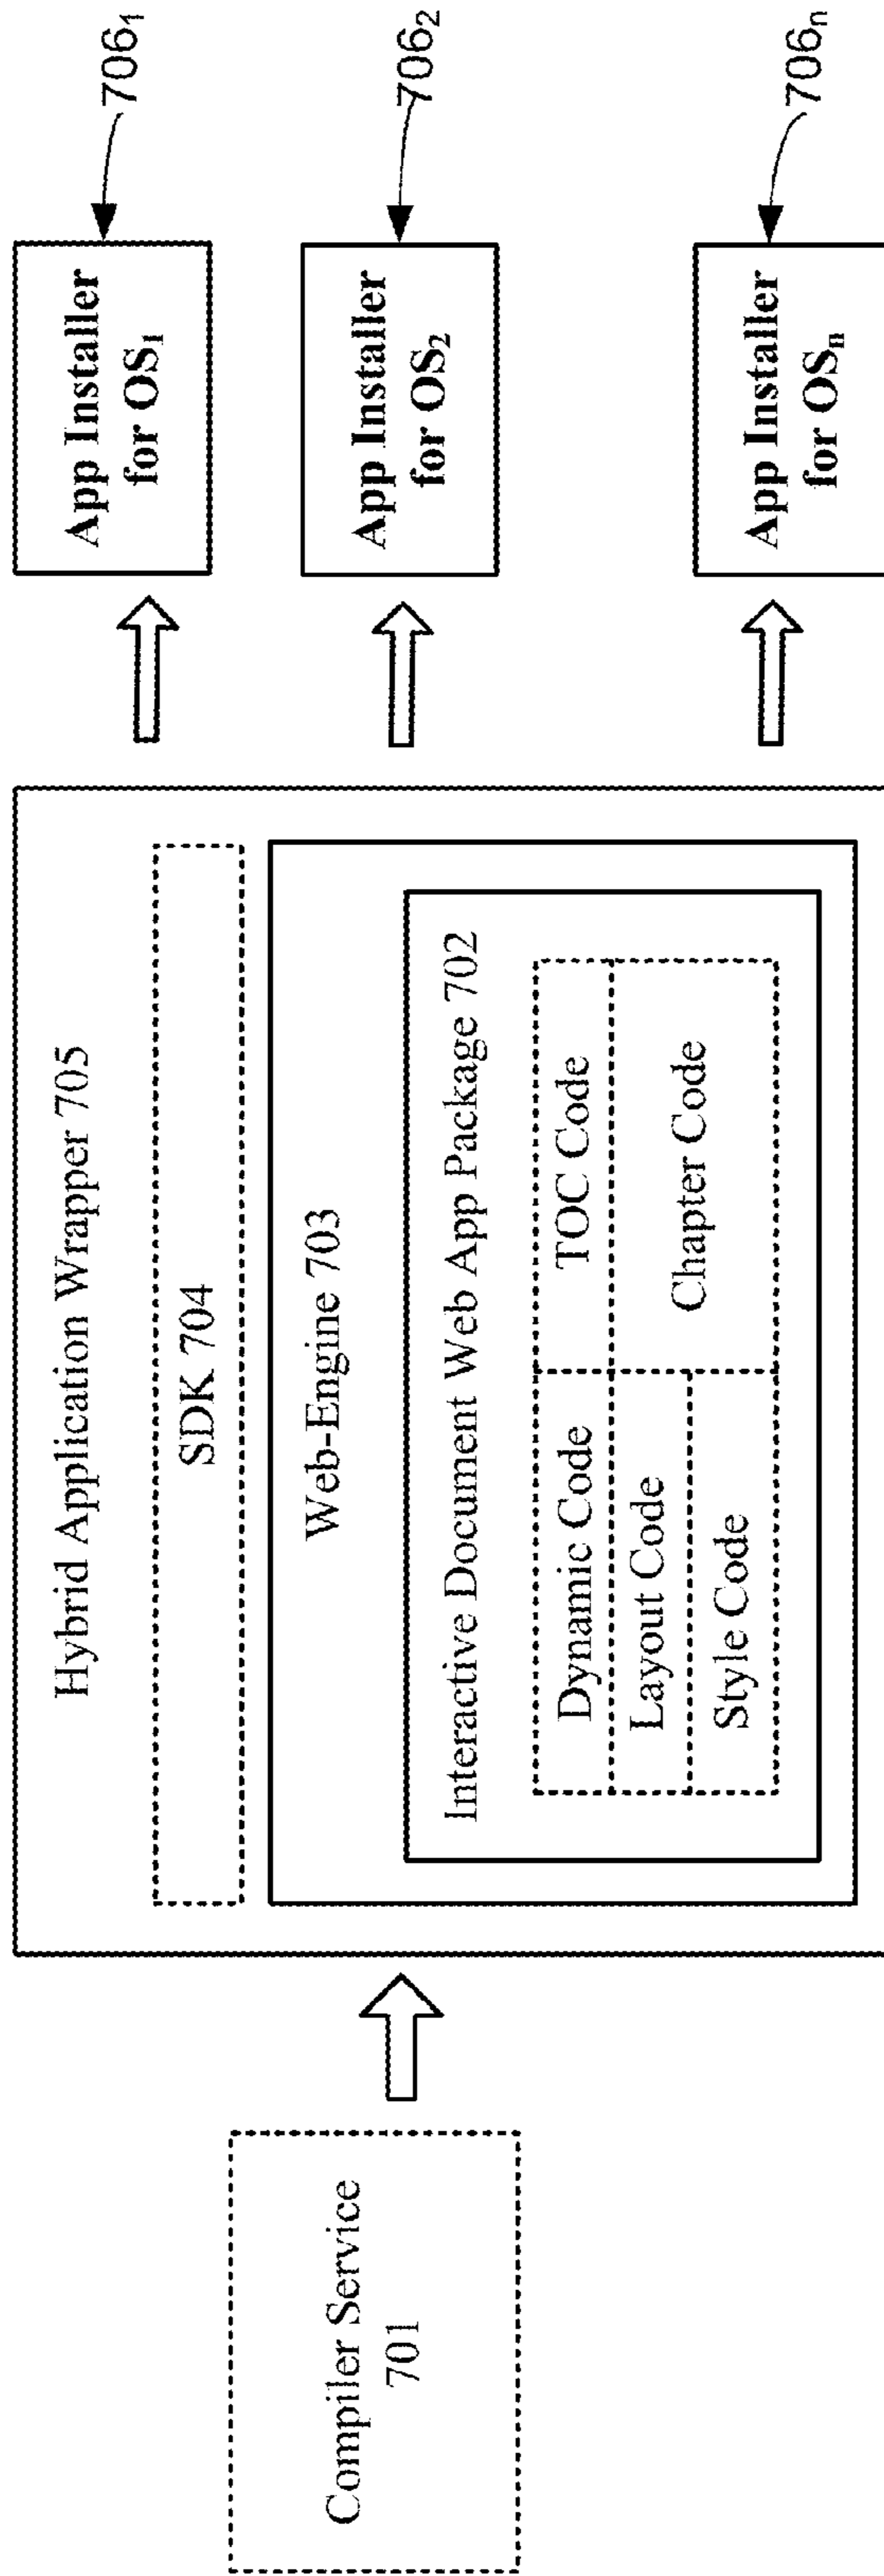 Compiler Service
701
Hybrid Application Wrapper 705
SDK 704
Web-Engine 703
Interactive Document Web App Package 702
Dynamic Code
TOC Code
Layout Code
Chapter Code
Style Code
App Installer
for OS₁
706₁
App Installer
for OS₂
706₂
App Installer
for OSₙ
706ₙ